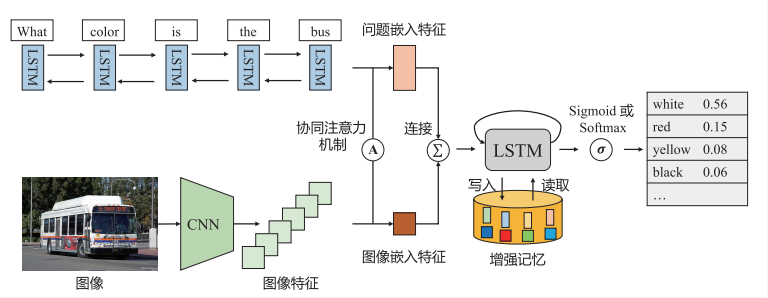 What color is the bus
LSTM LSTM LSTM LSTM LSTM
问题嵌入特征
协同注意力
机制
A
连接
∑
LSTM
写入 读取
增强记忆
Sigmoid 或
Softmax
σ
white 0.56
red 0.15
yellow 0.08
black 0.06
…
CNN
图像
图像特征
图像嵌入特征